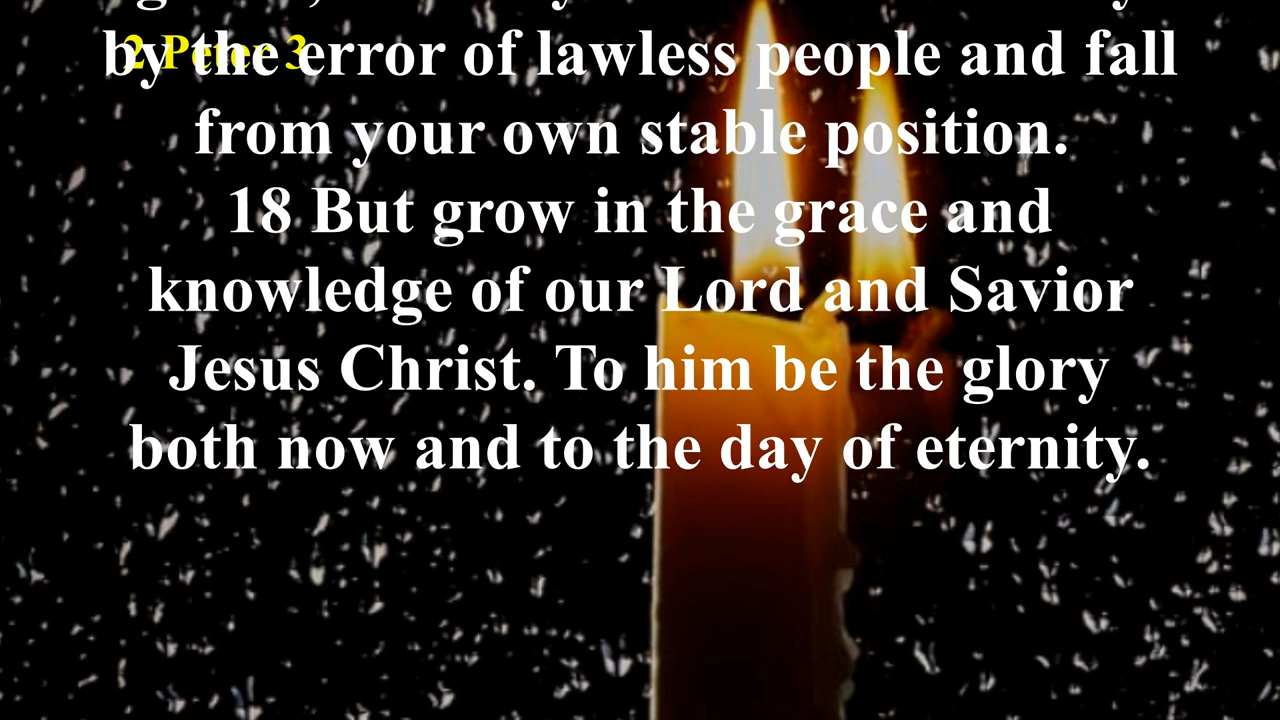 2 Peter 3
by the error of lawless people and fall
from your own stable position.
18 But grow in the grace and
knowledge of our Lord and Savior
Jesus Christ. To him be the glory
both now and to the day of eternity.